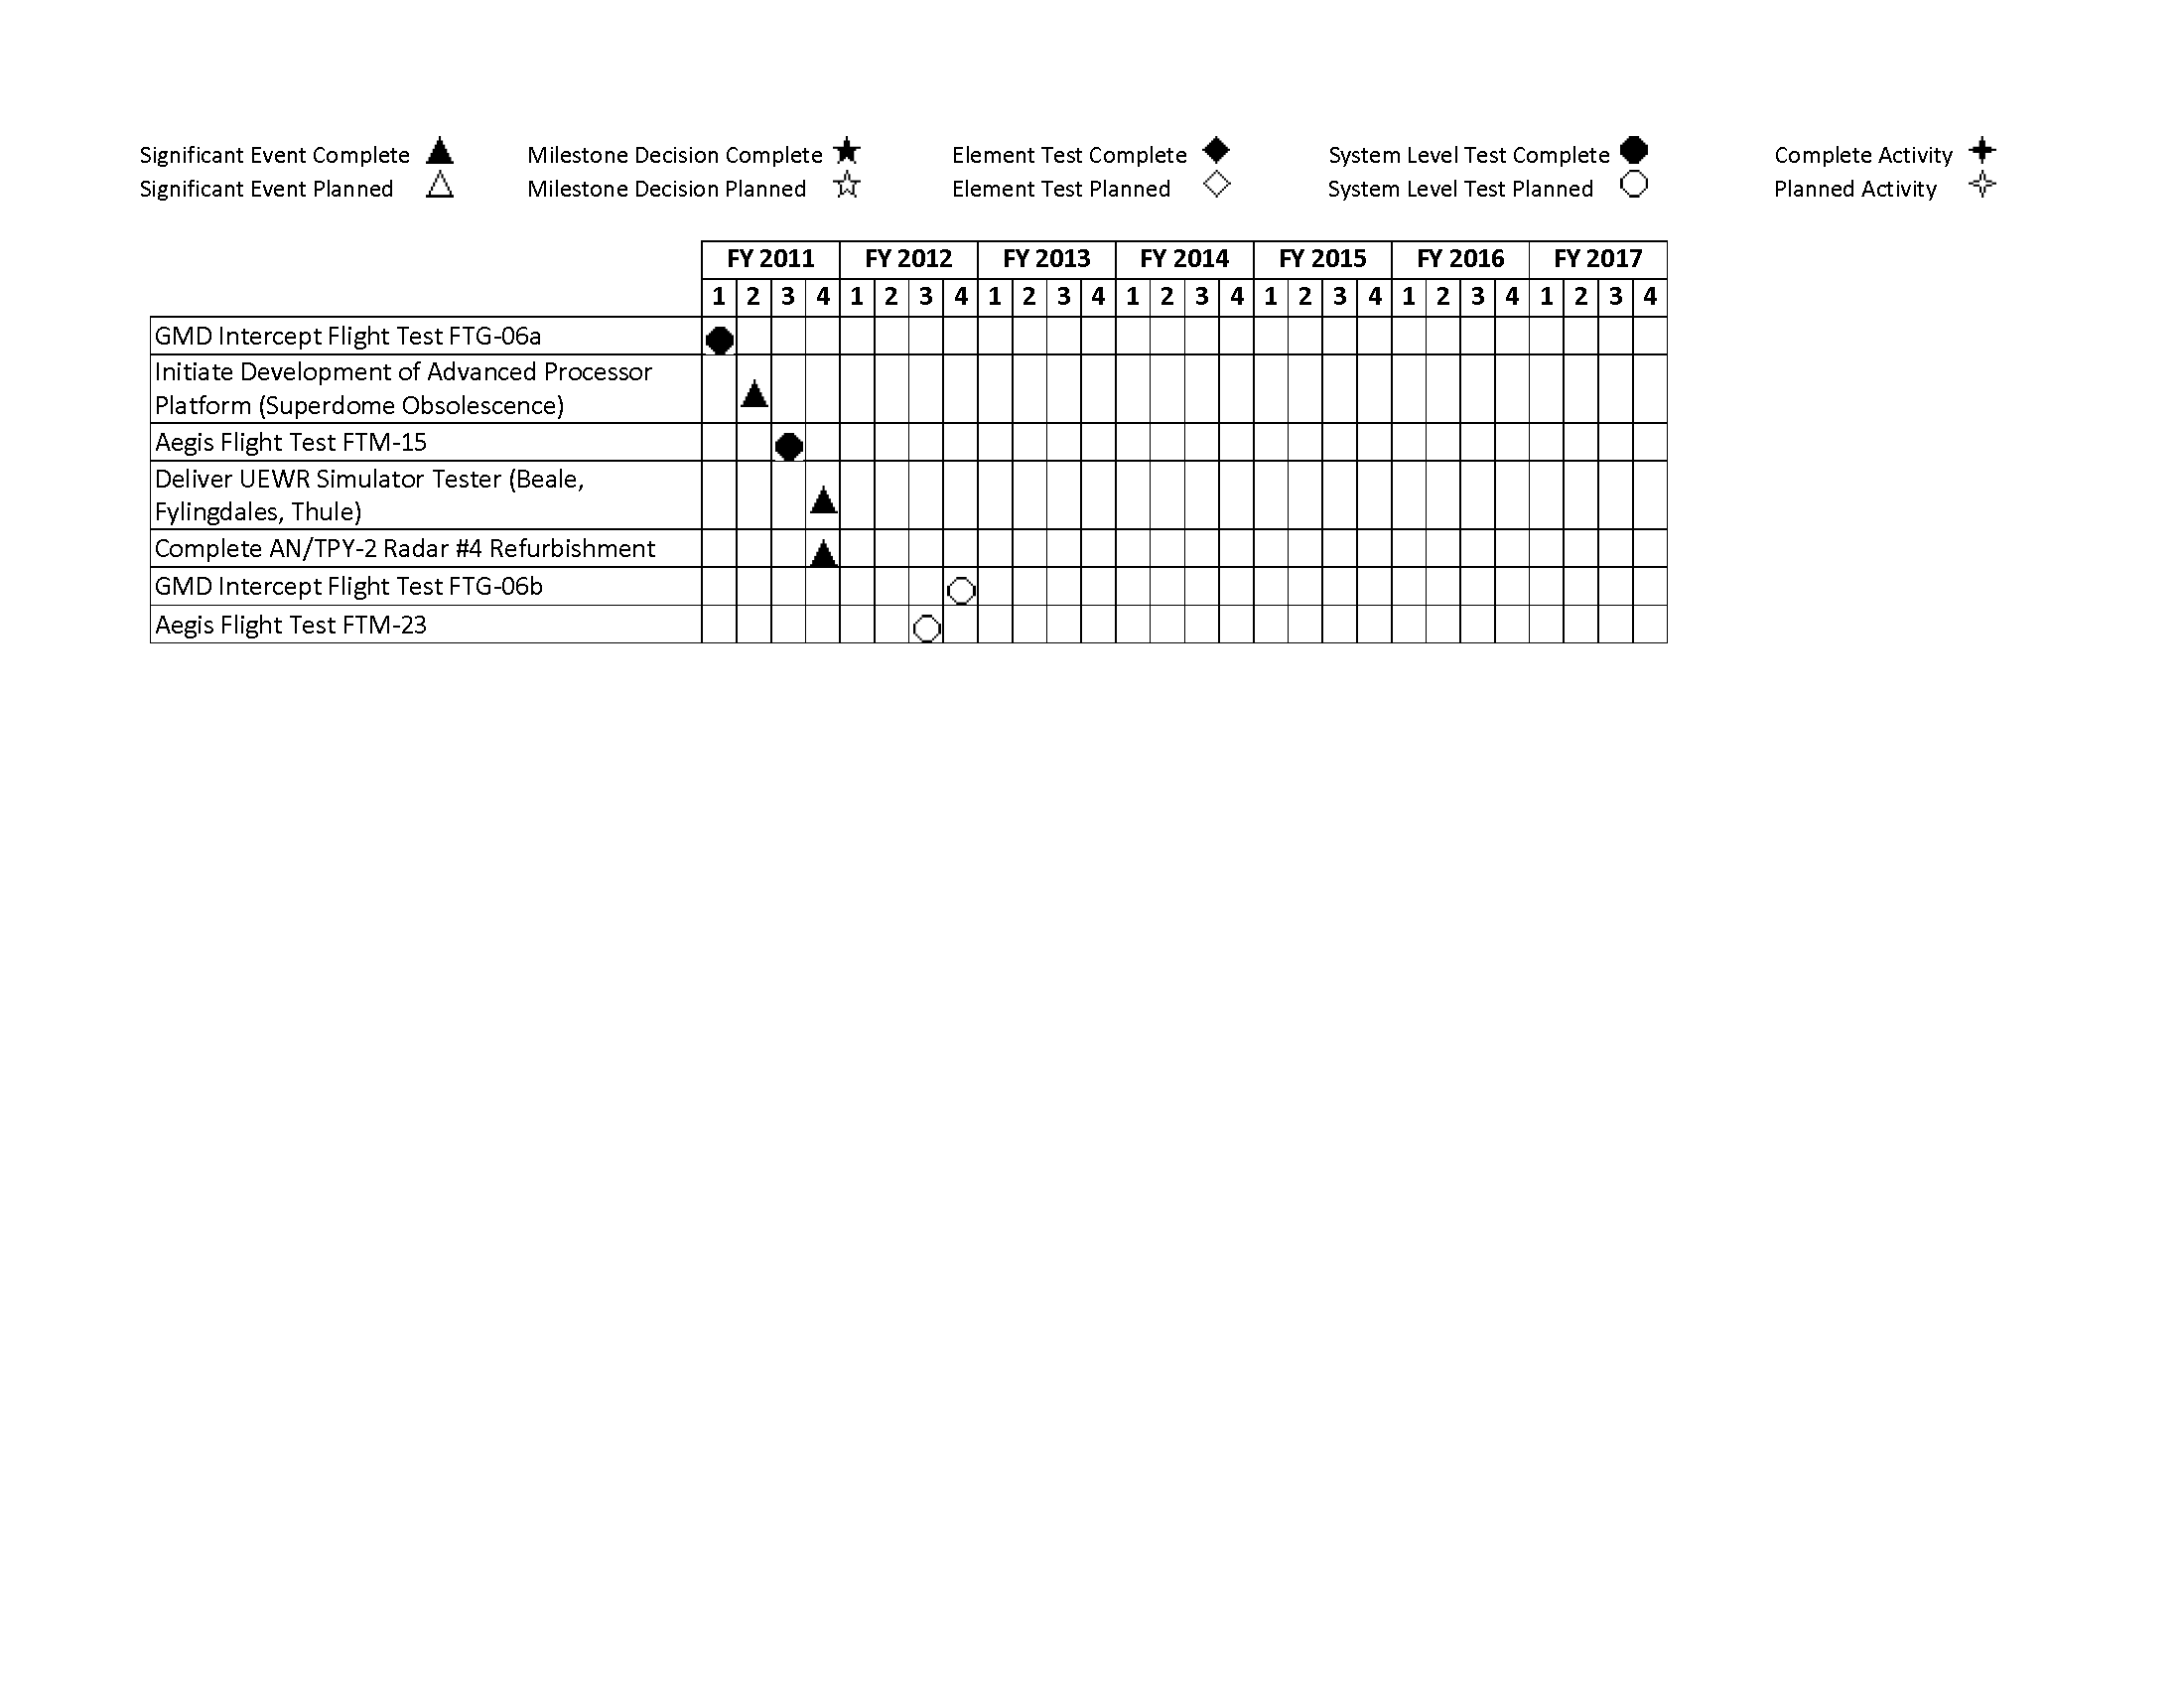 Significant Event Complete Milestone Decision Complete Element Test Complete System Level Test Complete Complete Activity
Significant Event Planned Milestone Decision Planned Element Test Planned System Level Test Planned Planned Activity
FY 2011 FY 2012 FY 2013 FY 2014 FY 2015 FY 2016 FY 2017
1 2 3 4 1 2 3 4 1 2 3 4 1 2 3 4 1 2 3 4 1 2 3 4 1 2 3 4
GMD Intercept Flight Test FTG-06a
Initiate Development of Advanced Processor
Platform (Superdome Obsolescence)
Aegis Flight Test FTM-15
Deliver UEWR Simulator Tester (Beale,
Fylingdales, Thule)
Complete AN/TPY-2 Radar #4 Refurbishment
GMD Intercept Flight Test FTG-06b
Aegis Flight Test FTM-23